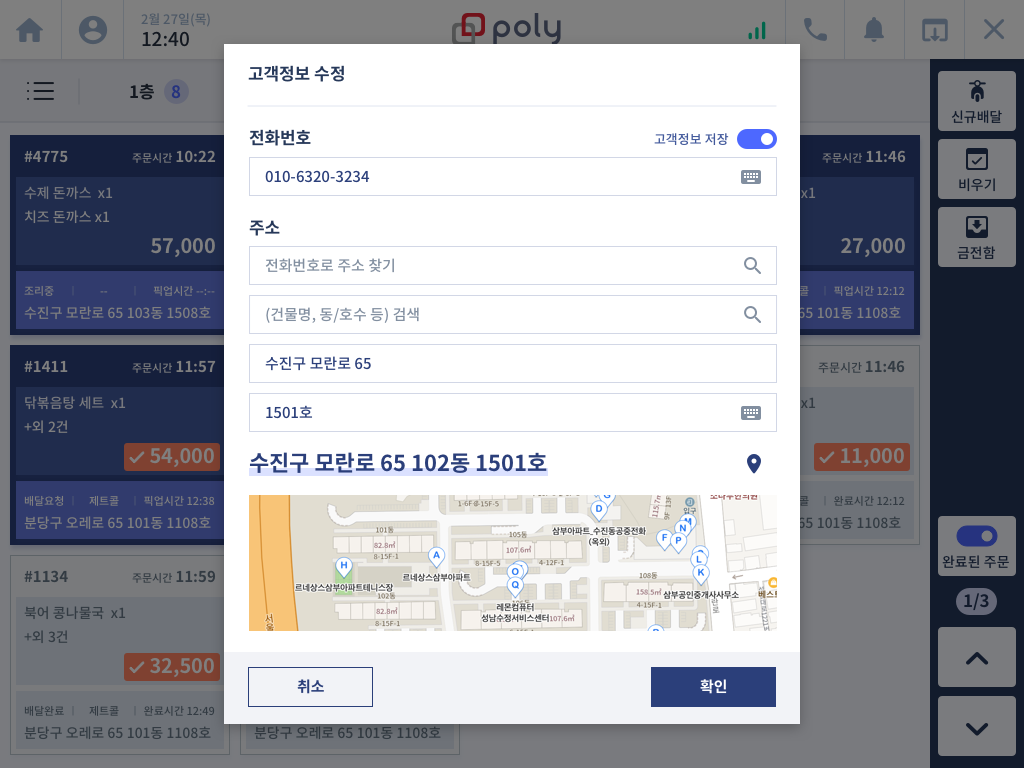 2월 27일(목)
12:40
poly
1층 8
#4775 주문시간 10:22
수제 돈까스 x1
치즈 돈까스 x1
57,000
조리중 -- 픽업시간 --:--
수진구 모란로 65 103동 1508호
#1411 주문시간 11:57
닦볶음탕 세트 x1
+외 2건
54,000
배달요청 제트콜 픽업시간 12:38
분당구 오레로 65 101동 1108호
#1134 주문시간 11:59
북어 콩나물국 x1
+외 3건
32,500
배달완료 제트콜 완료시간 12:49
분당구 오레로 65 101동 1108호
분당구 오레로 65 101동 1108호
고객정보 수정
전화번호
고객정보 저장
010-6320-3234
주소
전화번호로 주소 찾기
(건물명, 동/호수 등) 검색
수진구 모란로 65
1501호
수진구 모란로 65 102동 1501호
1-6F 8-15F-5
101동
82.8㎡
8-15F-1
H
르네상스삼부아파트테니스장
102동
82.8㎡
8-15F-1
A
르네상스삼부아파트
105동
107.6㎡
8-15F-5
4-12F-1
D
삼부아파트_수진동공중전화
(옥외)
O
Q
레몬컴퓨터
성남수정서비스센터
107.6㎡
M
N
F
P
L
K
108동
158.5㎡
4-15F-1
삼부공인중개사사무소
베스트
서울
취소
확인
주문시간 11:46
x1
27,000
콜 픽업시간 12:12
65 101동 1108호
주문시간 11:46
x1
11,000
콜 완료시간 12:12
65 101동 1108호
신규배달
비우기
금전함
완료된 주문
1/3